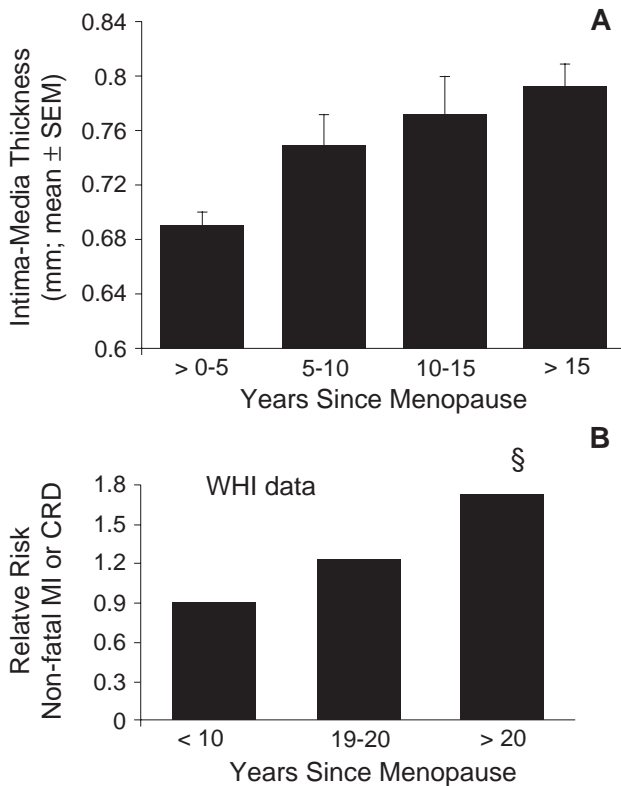 A
Intima-Media Thickness
(mm; mean ± SEM)
0.84
0.8
0.76
0.72
0.68
0.64
0.6
> 0-5 5-10 10-15 > 15
Years Since Menopause
B
WHI data
§
Relatve Risk
Non-fatal MI or CRD
1.8
1.5
1.2
0.9
0.6
0.3
0
< 10 19-20 > 20
Years Since Menopause